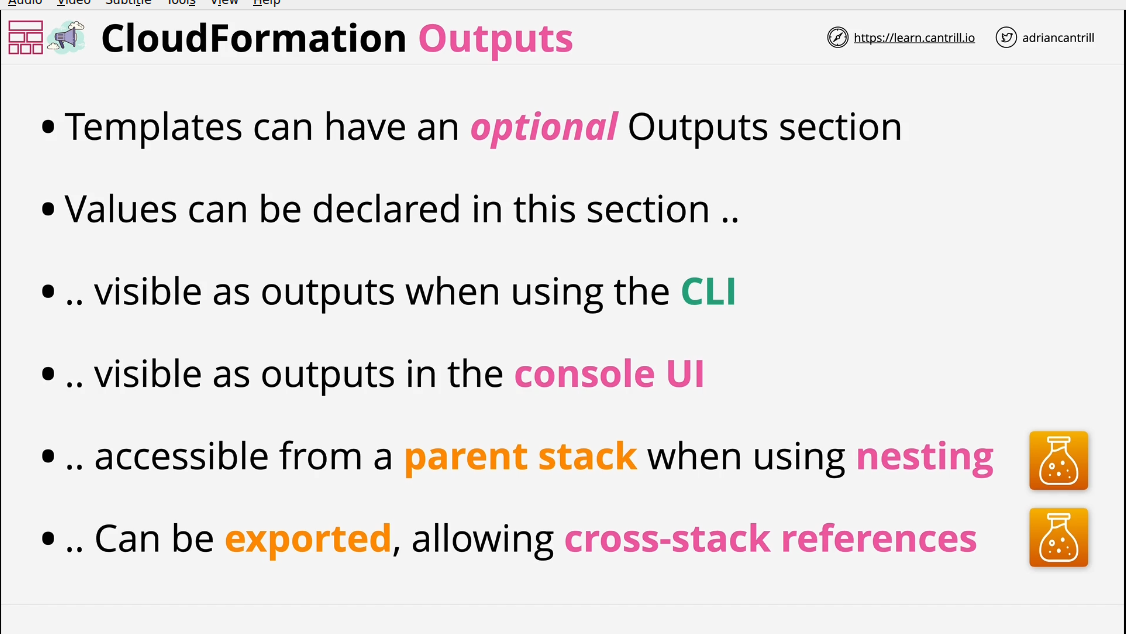 Audio Video Subtitle Tools View Help
CloudFormation Outputs
https://learn.cantrill.io adriancantrill
• Templates can have an optional Outputs section
• Values can be declared in this section ..
• .. visible as outputs when using the CLI
• .. visible as outputs in the console UI
• .. accessible from a parent stack when using nesting
• .. Can be exported, allowing cross-stack references